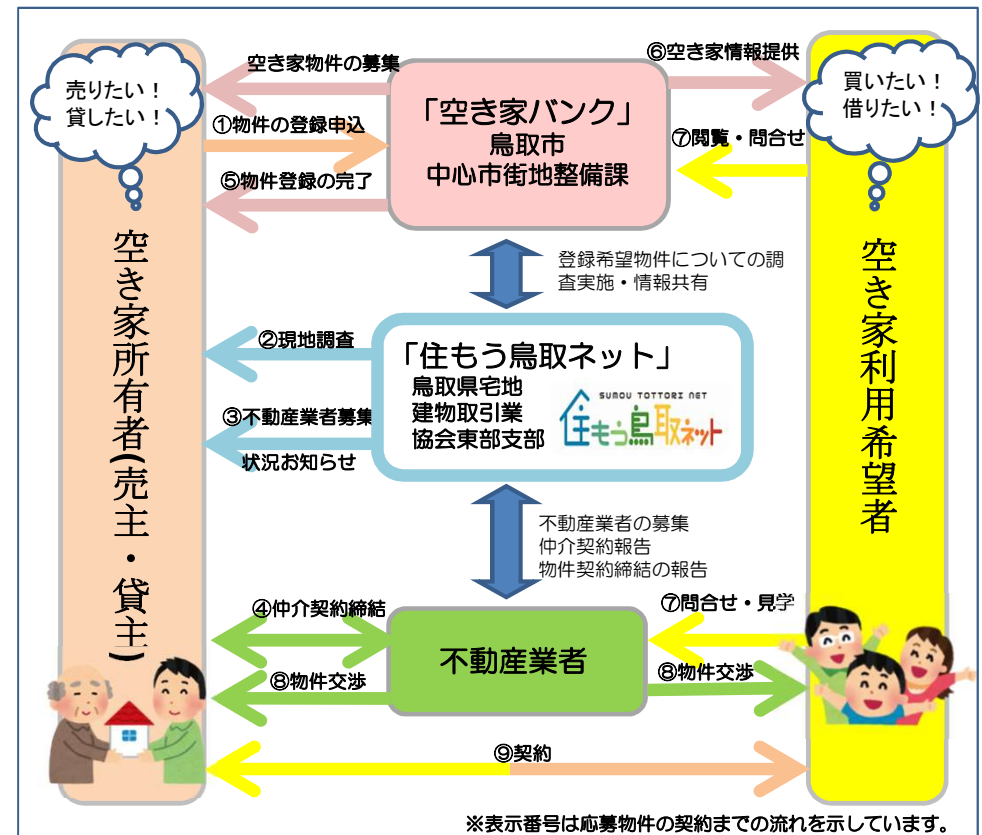 売りたい！
貸したい！
空き家物件の募集
①物件の登録申込
⑤物件登録の完了
「空き家バンク」
鳥取市
中心市街地整備課
⑥空き家情報提供
⑦閲覧・問合せ
買いたい！
借りたい！
登録希望物件についての調
査実施・情報共有
空き家所有者(売主・貸主)
空き家利用希望者
②現地調査
③不動産業者募集
状況お知らせ
「住もう鳥取ネット」
鳥取県宅地
建物取引業
協会東部支部
SUMOU TOTTORI NET
住もう鳥取ネット
不動産業者の募集
仲介契約報告
物件契約締結の報告
④仲介契約締結
⑧物件交渉
不動産業者
⑦問合せ・見学
⑧物件交渉
⑨契約
※表示番号は応募物件の契約までの流れを示しています。